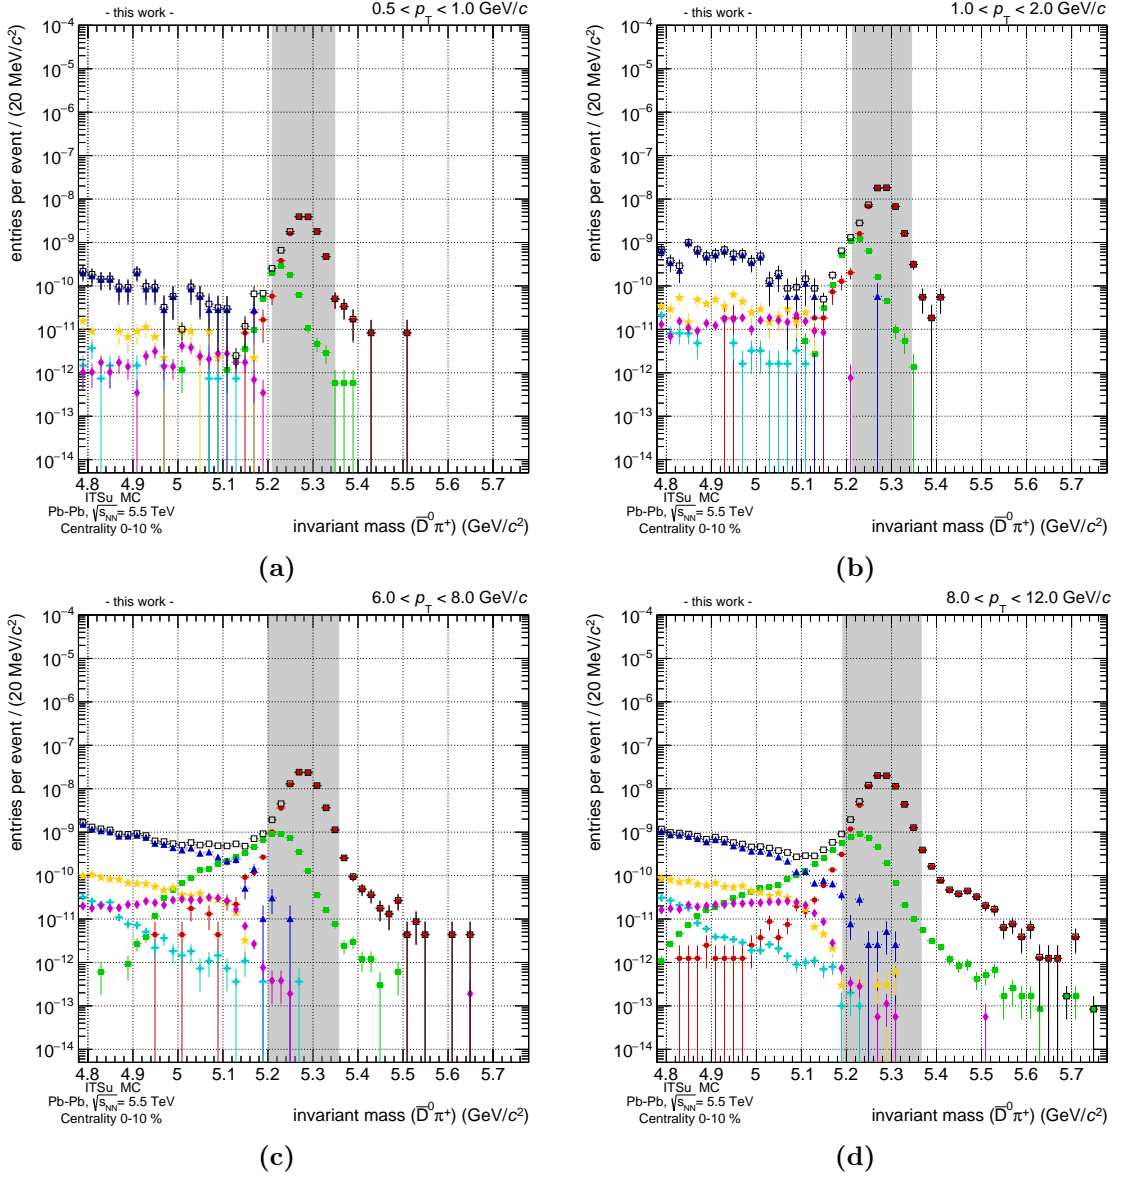 - this work -
0.5 < p_T < 1.0 GeV/c
entries per event / (20 MeV/c²)
10⁻⁴
10⁻⁵
10⁻⁶
10⁻⁷
10⁻⁸
10⁻⁹
10⁻¹⁰
10⁻¹¹
10⁻¹²
10⁻¹³
10⁻¹⁴
4.8 4.9 5 5.1 5.2 5.3 5.4 5.5 5.6 5.7
ITSu MC
Pb-Pb, √s_NN = 5.5 TeV
Centrality 0-10 %
invariant mass (D̅⁰π⁺) (GeV/c²)
(a)
- this work -
1.0 < p_T < 2.0 GeV/c
entries per event / (20 MeV/c²)
10⁻⁴
10⁻⁵
10⁻⁶
10⁻⁷
10⁻⁸
10⁻⁹
10⁻¹⁰
10⁻¹¹
10⁻¹²
10⁻¹³
10⁻¹⁴
4.8 4.9 5 5.1 5.2 5.3 5.4 5.5 5.6 5.7
ITSu MC
Pb-Pb, √s_NN = 5.5 TeV
Centrality 0-10 %
invariant mass (D̅⁰π⁺) (GeV/c²)
(b)
- this work -
6.0 < p_T < 8.0 GeV/c
entries per event / (20 MeV/c²)
10⁻⁴
10⁻⁵
10⁻⁶
10⁻⁷
10⁻⁸
10⁻⁹
10⁻¹⁰
10⁻¹¹
10⁻¹²
10⁻¹³
10⁻¹⁴
4.8 4.9 5 5.1 5.2 5.3 5.4 5.5 5.6 5.7
ITSu MC
Pb-Pb, √s_NN = 5.5 TeV
Centrality 0-10 %
invariant mass (D̅⁰π⁺) (GeV/c²)
(c)
- this work -
8.0 < p_T < 12.0 GeV/c
entries per event / (20 MeV/c²)
10⁻⁴
10⁻⁵
10⁻⁶
10⁻⁷
10⁻⁸
10⁻⁹
10⁻¹⁰
10⁻¹¹
10⁻¹²
10⁻¹³
10⁻¹⁴
4.8 4.9 5 5.1 5.2 5.3 5.4 5.5 5.6 5.7
ITSu MC
Pb-Pb, √s_NN = 5.5 TeV
Centrality 0-10 %
invariant mass (D̅⁰π⁺) (GeV/c²)
(d)